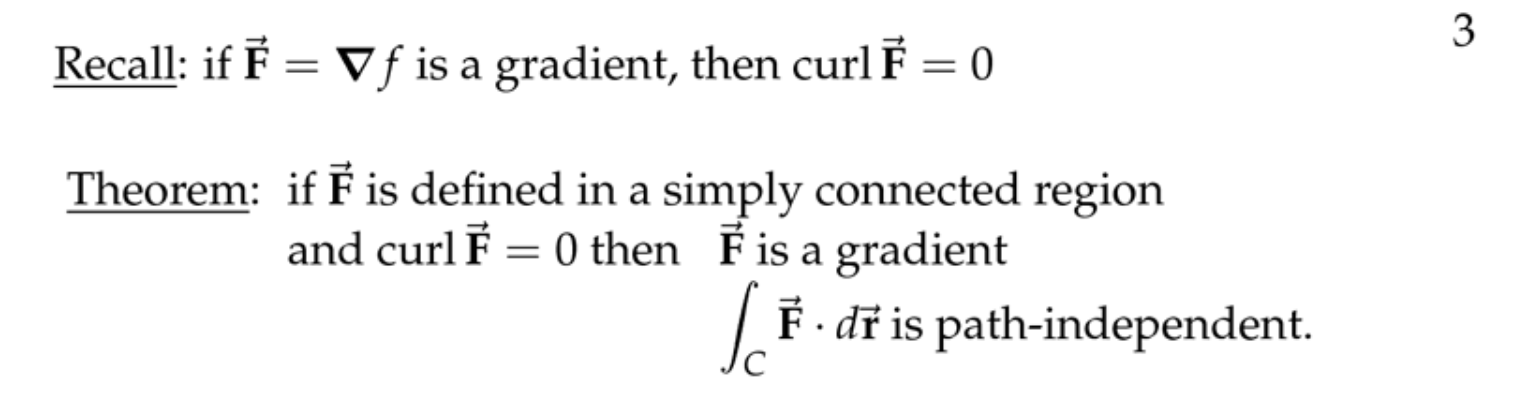 3
Recall: if $\vec{\mathbf{F}} = \boldsymbol{\nabla} f$ is a gradient, then curl $\vec{\mathbf{F}} = 0$
Theorem: if $\vec{\mathbf{F}}$ is defined in a simply connected region
and curl $\vec{\mathbf{F}} = 0$ then $\vec{\mathbf{F}}$ is a gradient
$\int_C \vec{\mathbf{F}} \cdot d\vec{\mathbf{r}}$ is path-independent.